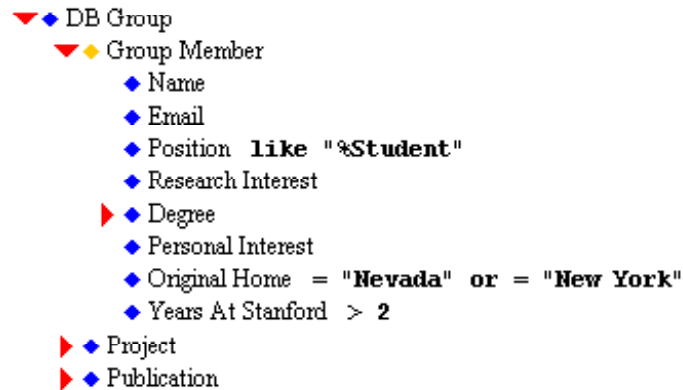 DB Group
Group Member
Name
Email
Position like "%Student"
Research Interest
Degree
Personal Interest
Original Home = "Nevada" or = "New York"
Years At Stanford > 2
Project
Publication